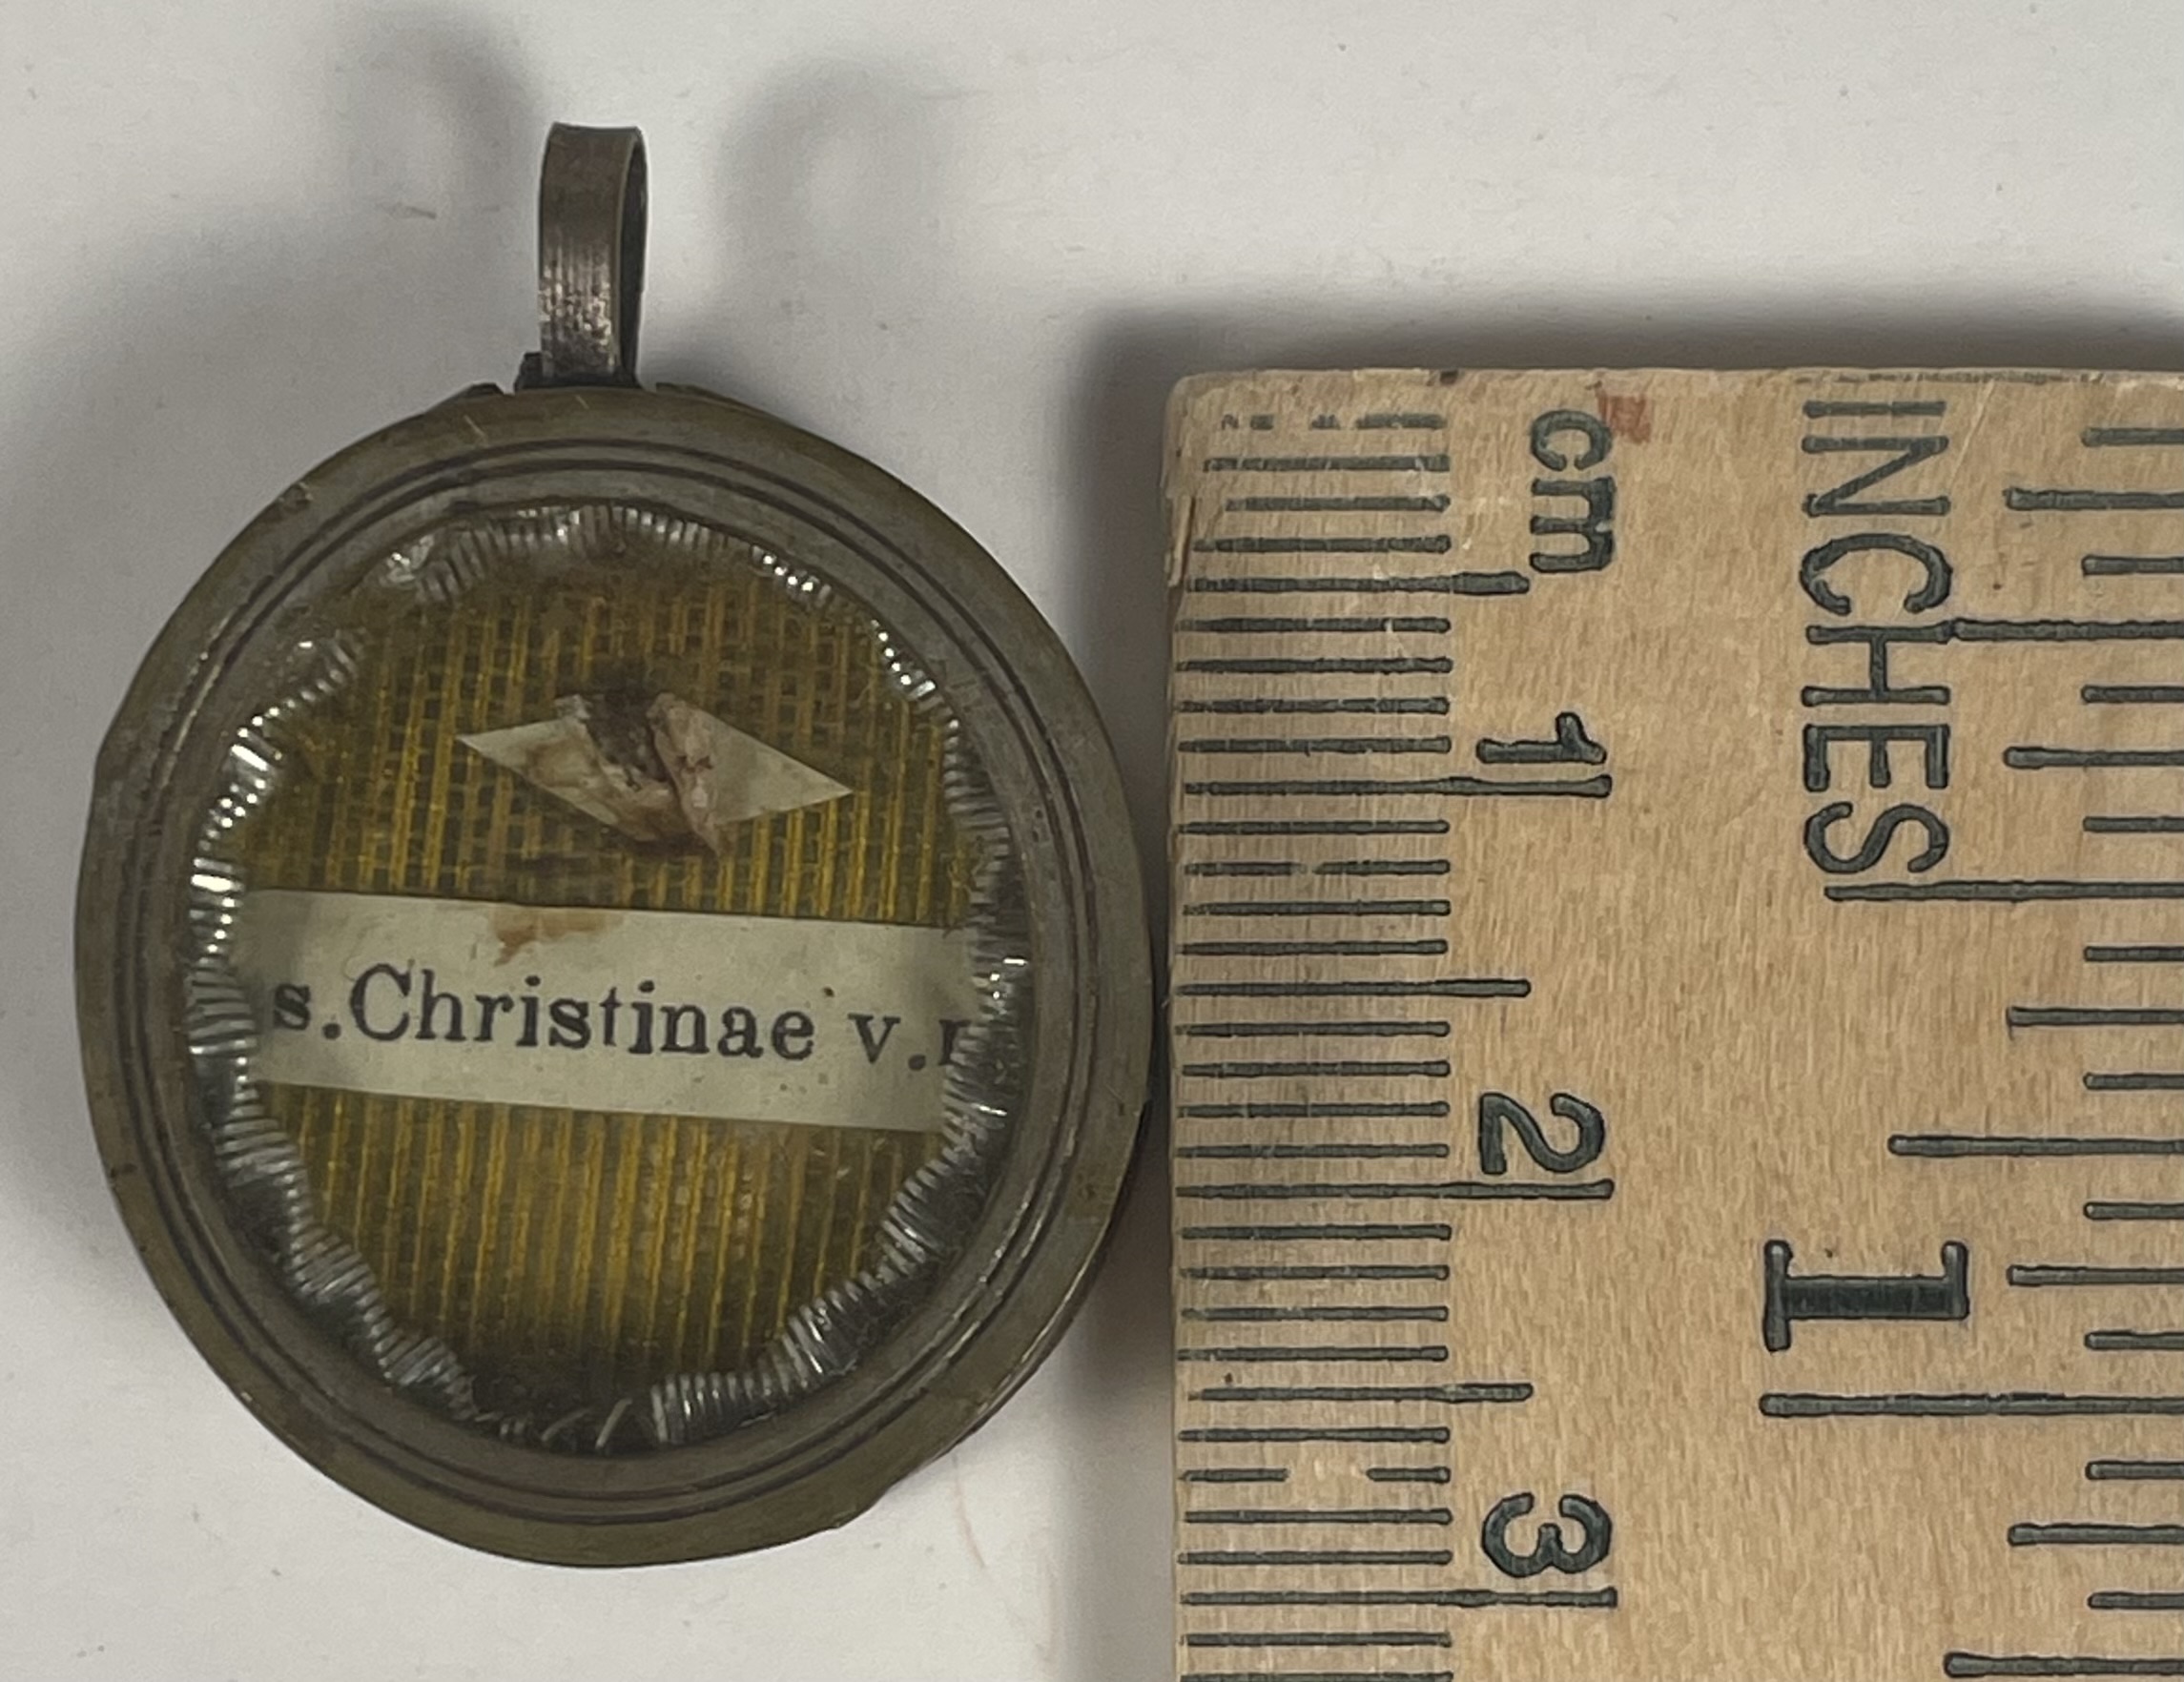 s.Christinae v.
cm
1
2
3
INCHES
1